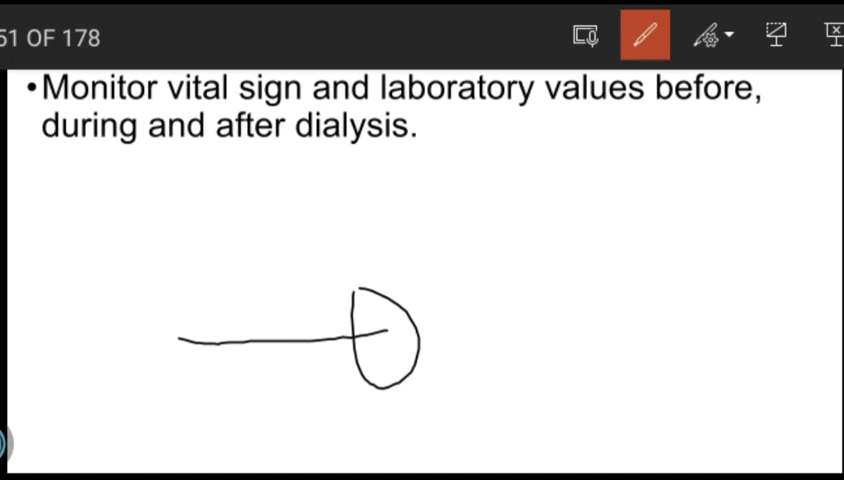 51 OF 178
•Monitor vital sign and laboratory values before,
during and after dialysis.